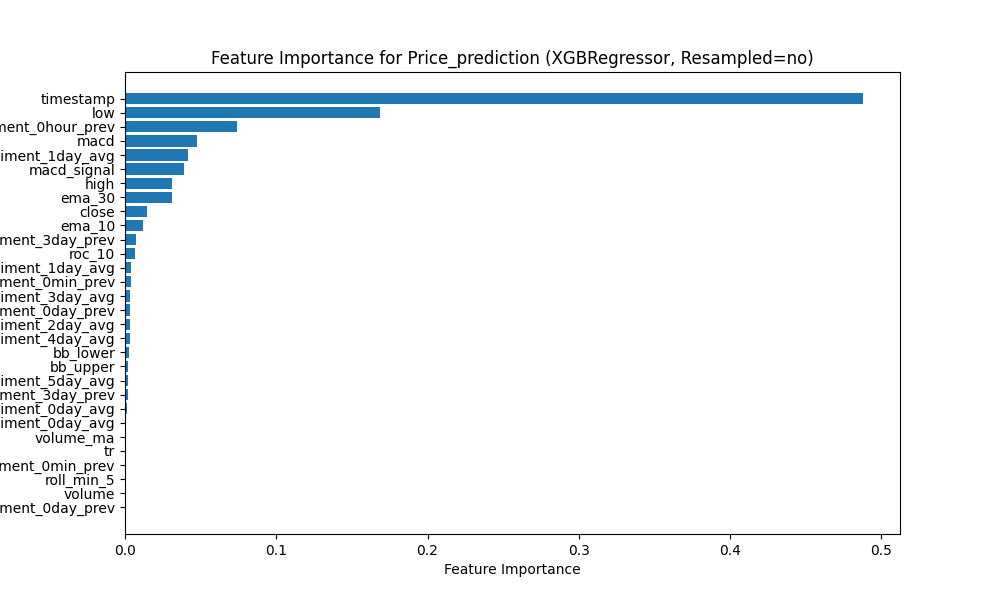 Feature Importance for Price_prediction (XGBRegressor, Resampled=no)
timestamp
low
ment_0hour_prev
macd
iment_1day_avg
macd_signal
high
ema_30
close
ema_10
ment_3day_prev
roc_10
iment_1day_avg
ment_0min_prev
iment_3day_avg
ment_0day_prev
iment_2day_avg
iment_4day_avg
bb_lower
bb_upper
iment_5day_avg
ment_3day_prev
iment_0day_avg
iment_0day_avg
volume_ma
tr
ment_0min_prev
roll_min_5
volume
ment_0day_prev
0.0 0.1 0.2 0.3 0.4 0.5
Feature Importance